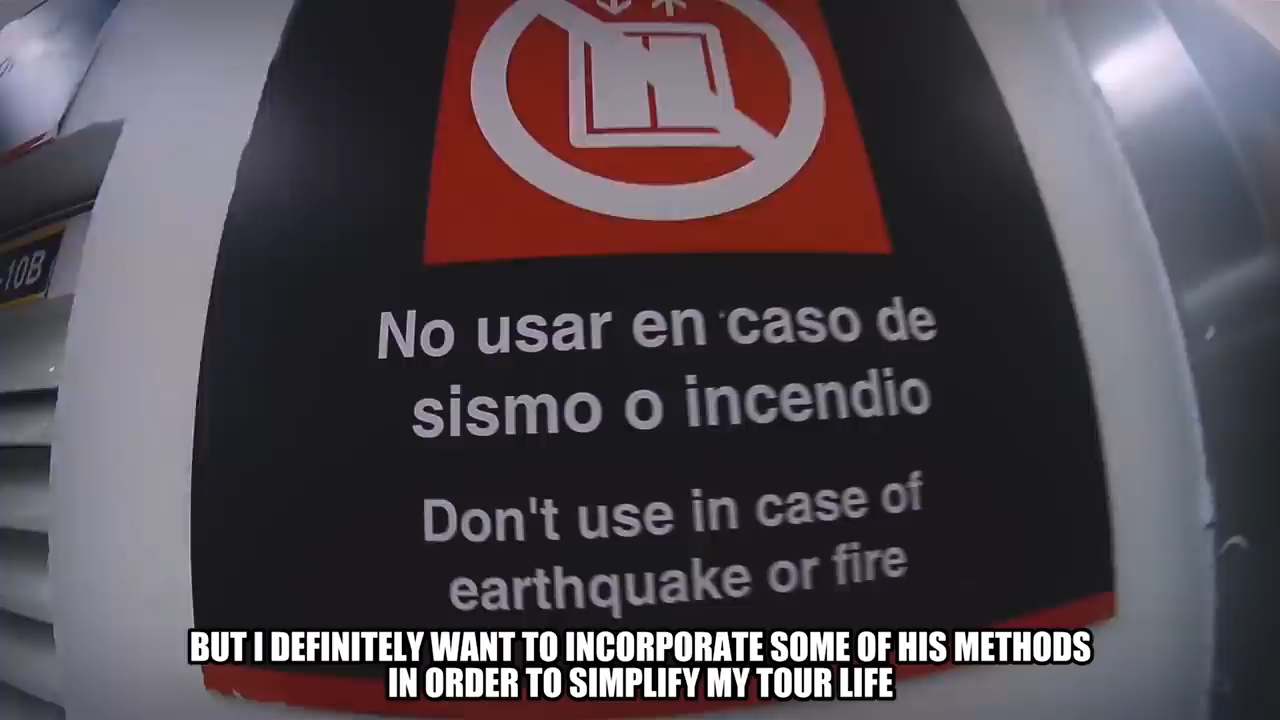 -10B
No usar en caso de
sismo o incendio
Don't use in case of
earthquake or fire
BUT I DEFINITELY WANT TO INCORPORATE SOME OF HIS METHODS
IN ORDER TO SIMPLIFY MY TOUR LIFE